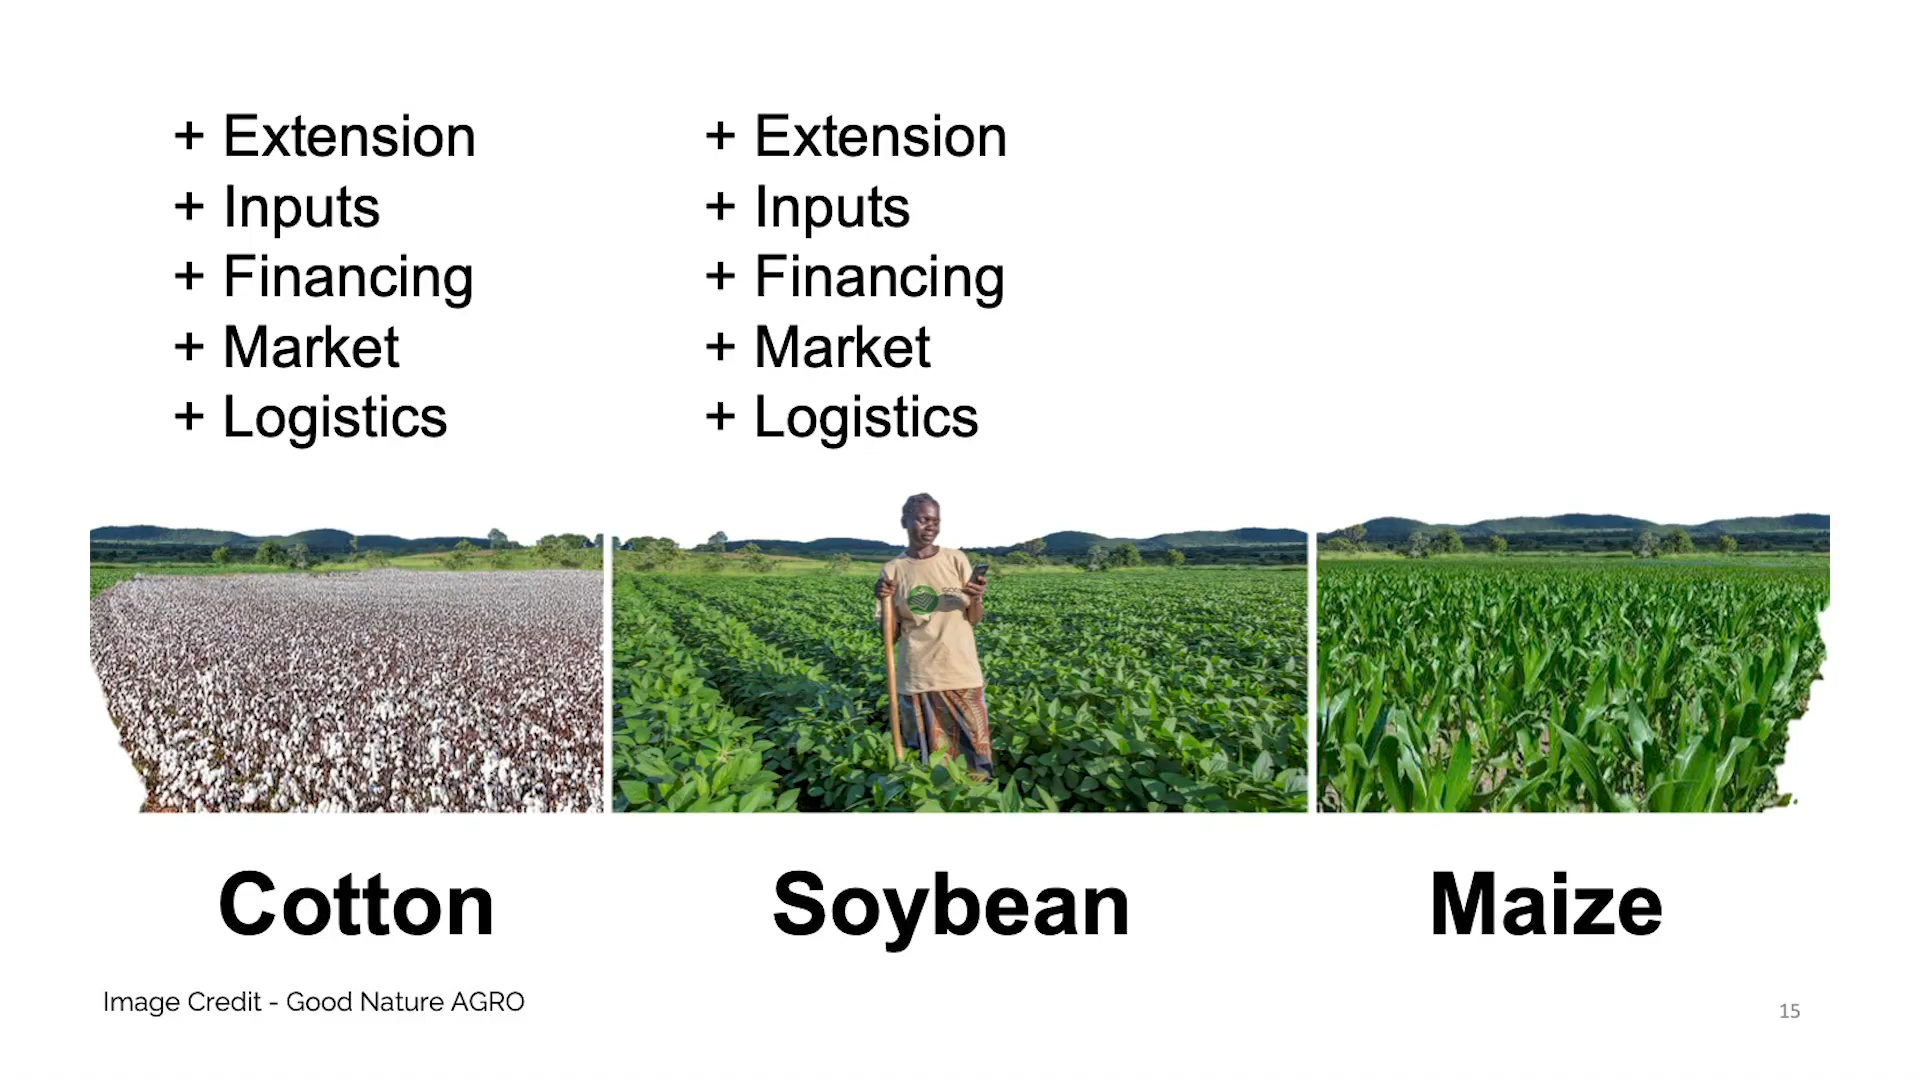 + Extension
+ Inputs
+ Financing
+ Market
+ Logistics
+ Extension
+ Inputs
+ Financing
+ Market
+ Logistics
Cotton
Soybean
Maize
Image Credit - Good Nature AGRO
15